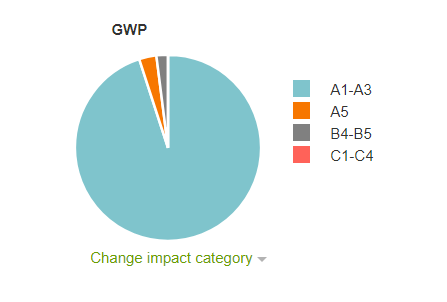 GWP
A1-A3
A5
B4-B5
C1-C4
Change impact category